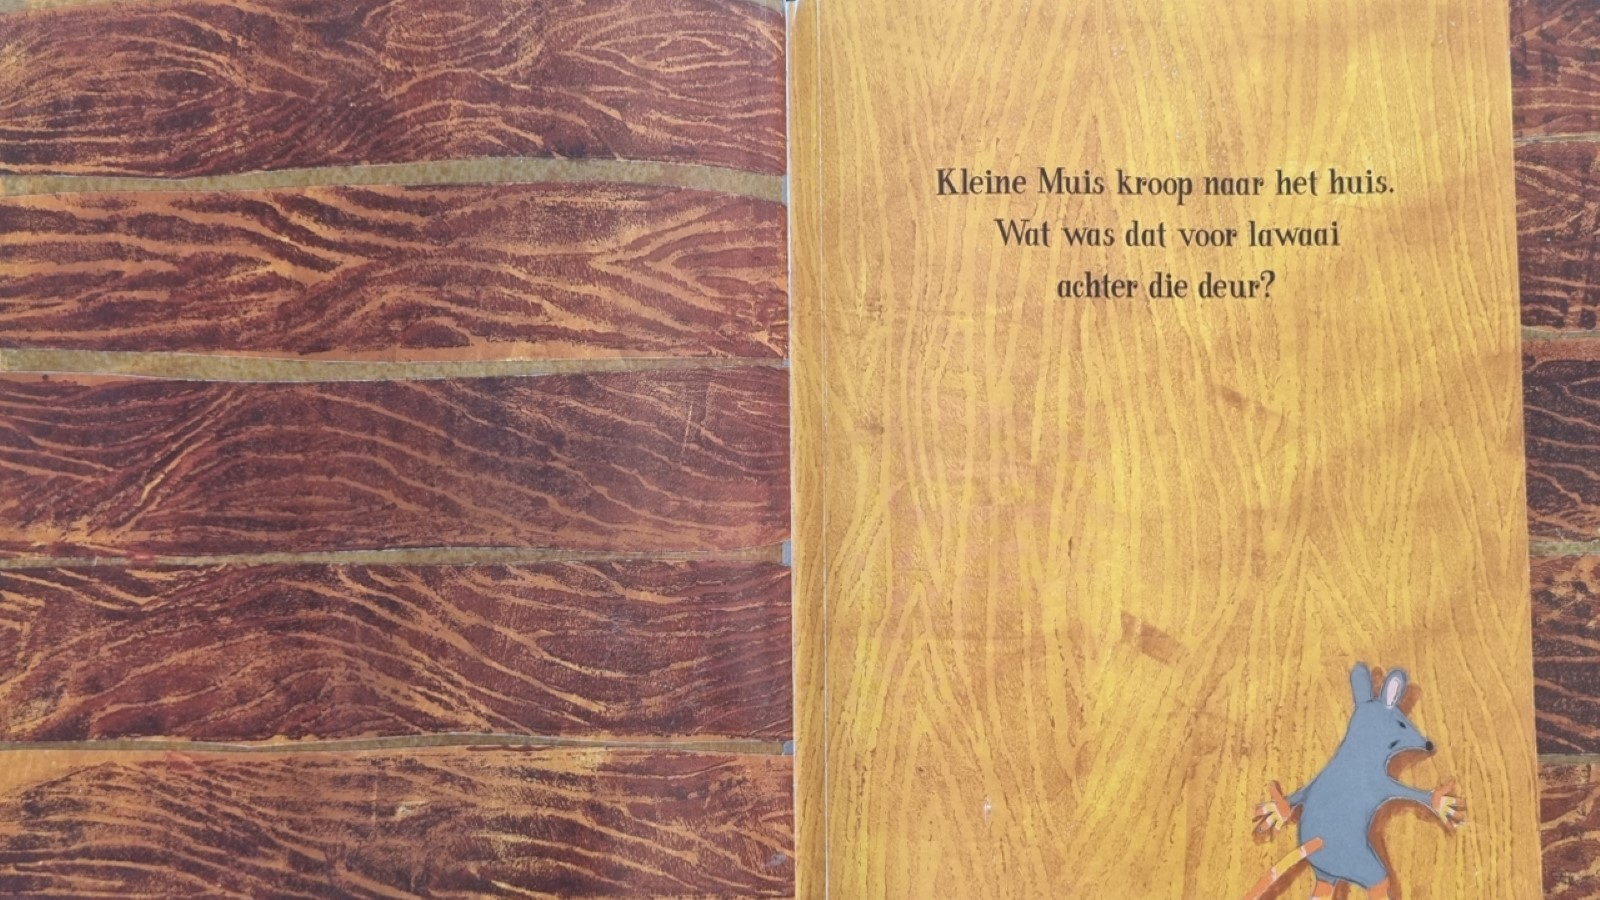 Kleine Muis kroop naar het huis.
Wat was dat voor lawaai
achter die deur?